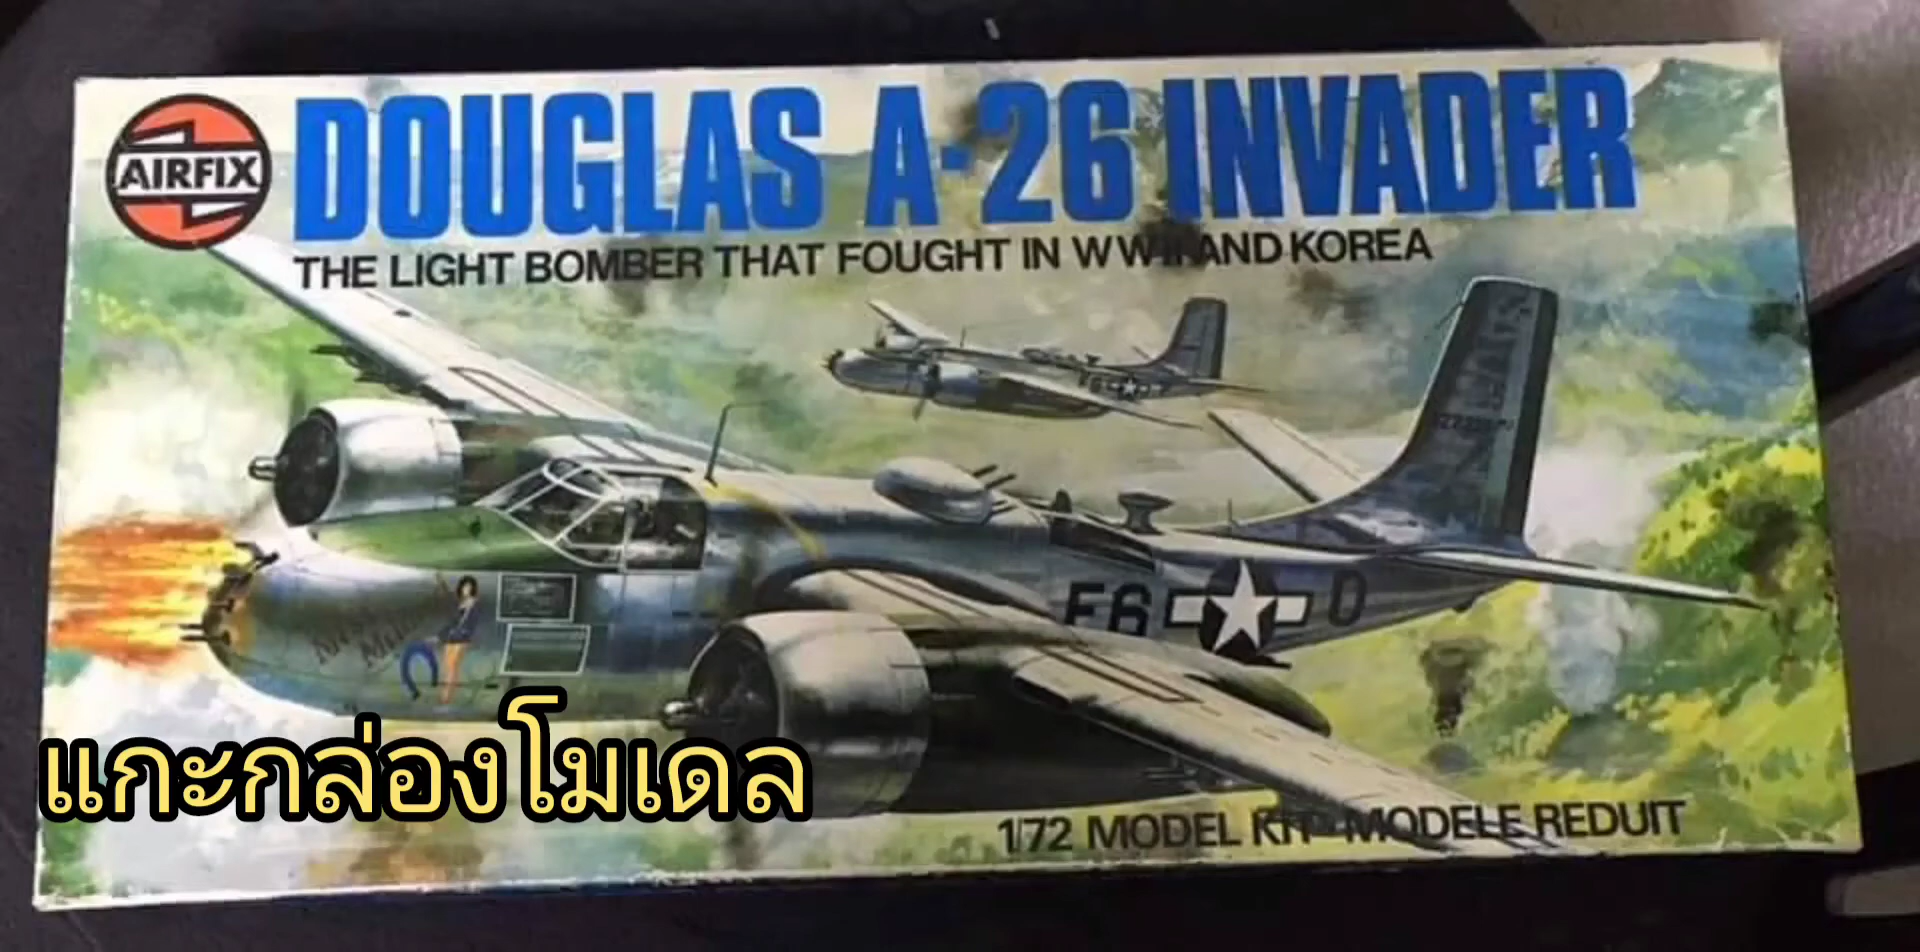 AIRFIX
DOUGLAS A-26 INVADER
THE LIGHT BOMBER THAT FOUGHT IN WWII AND KOREA
F6
O
แกะกล่องโมเดล
1/72 MODEL KIT MODELE REDUIT